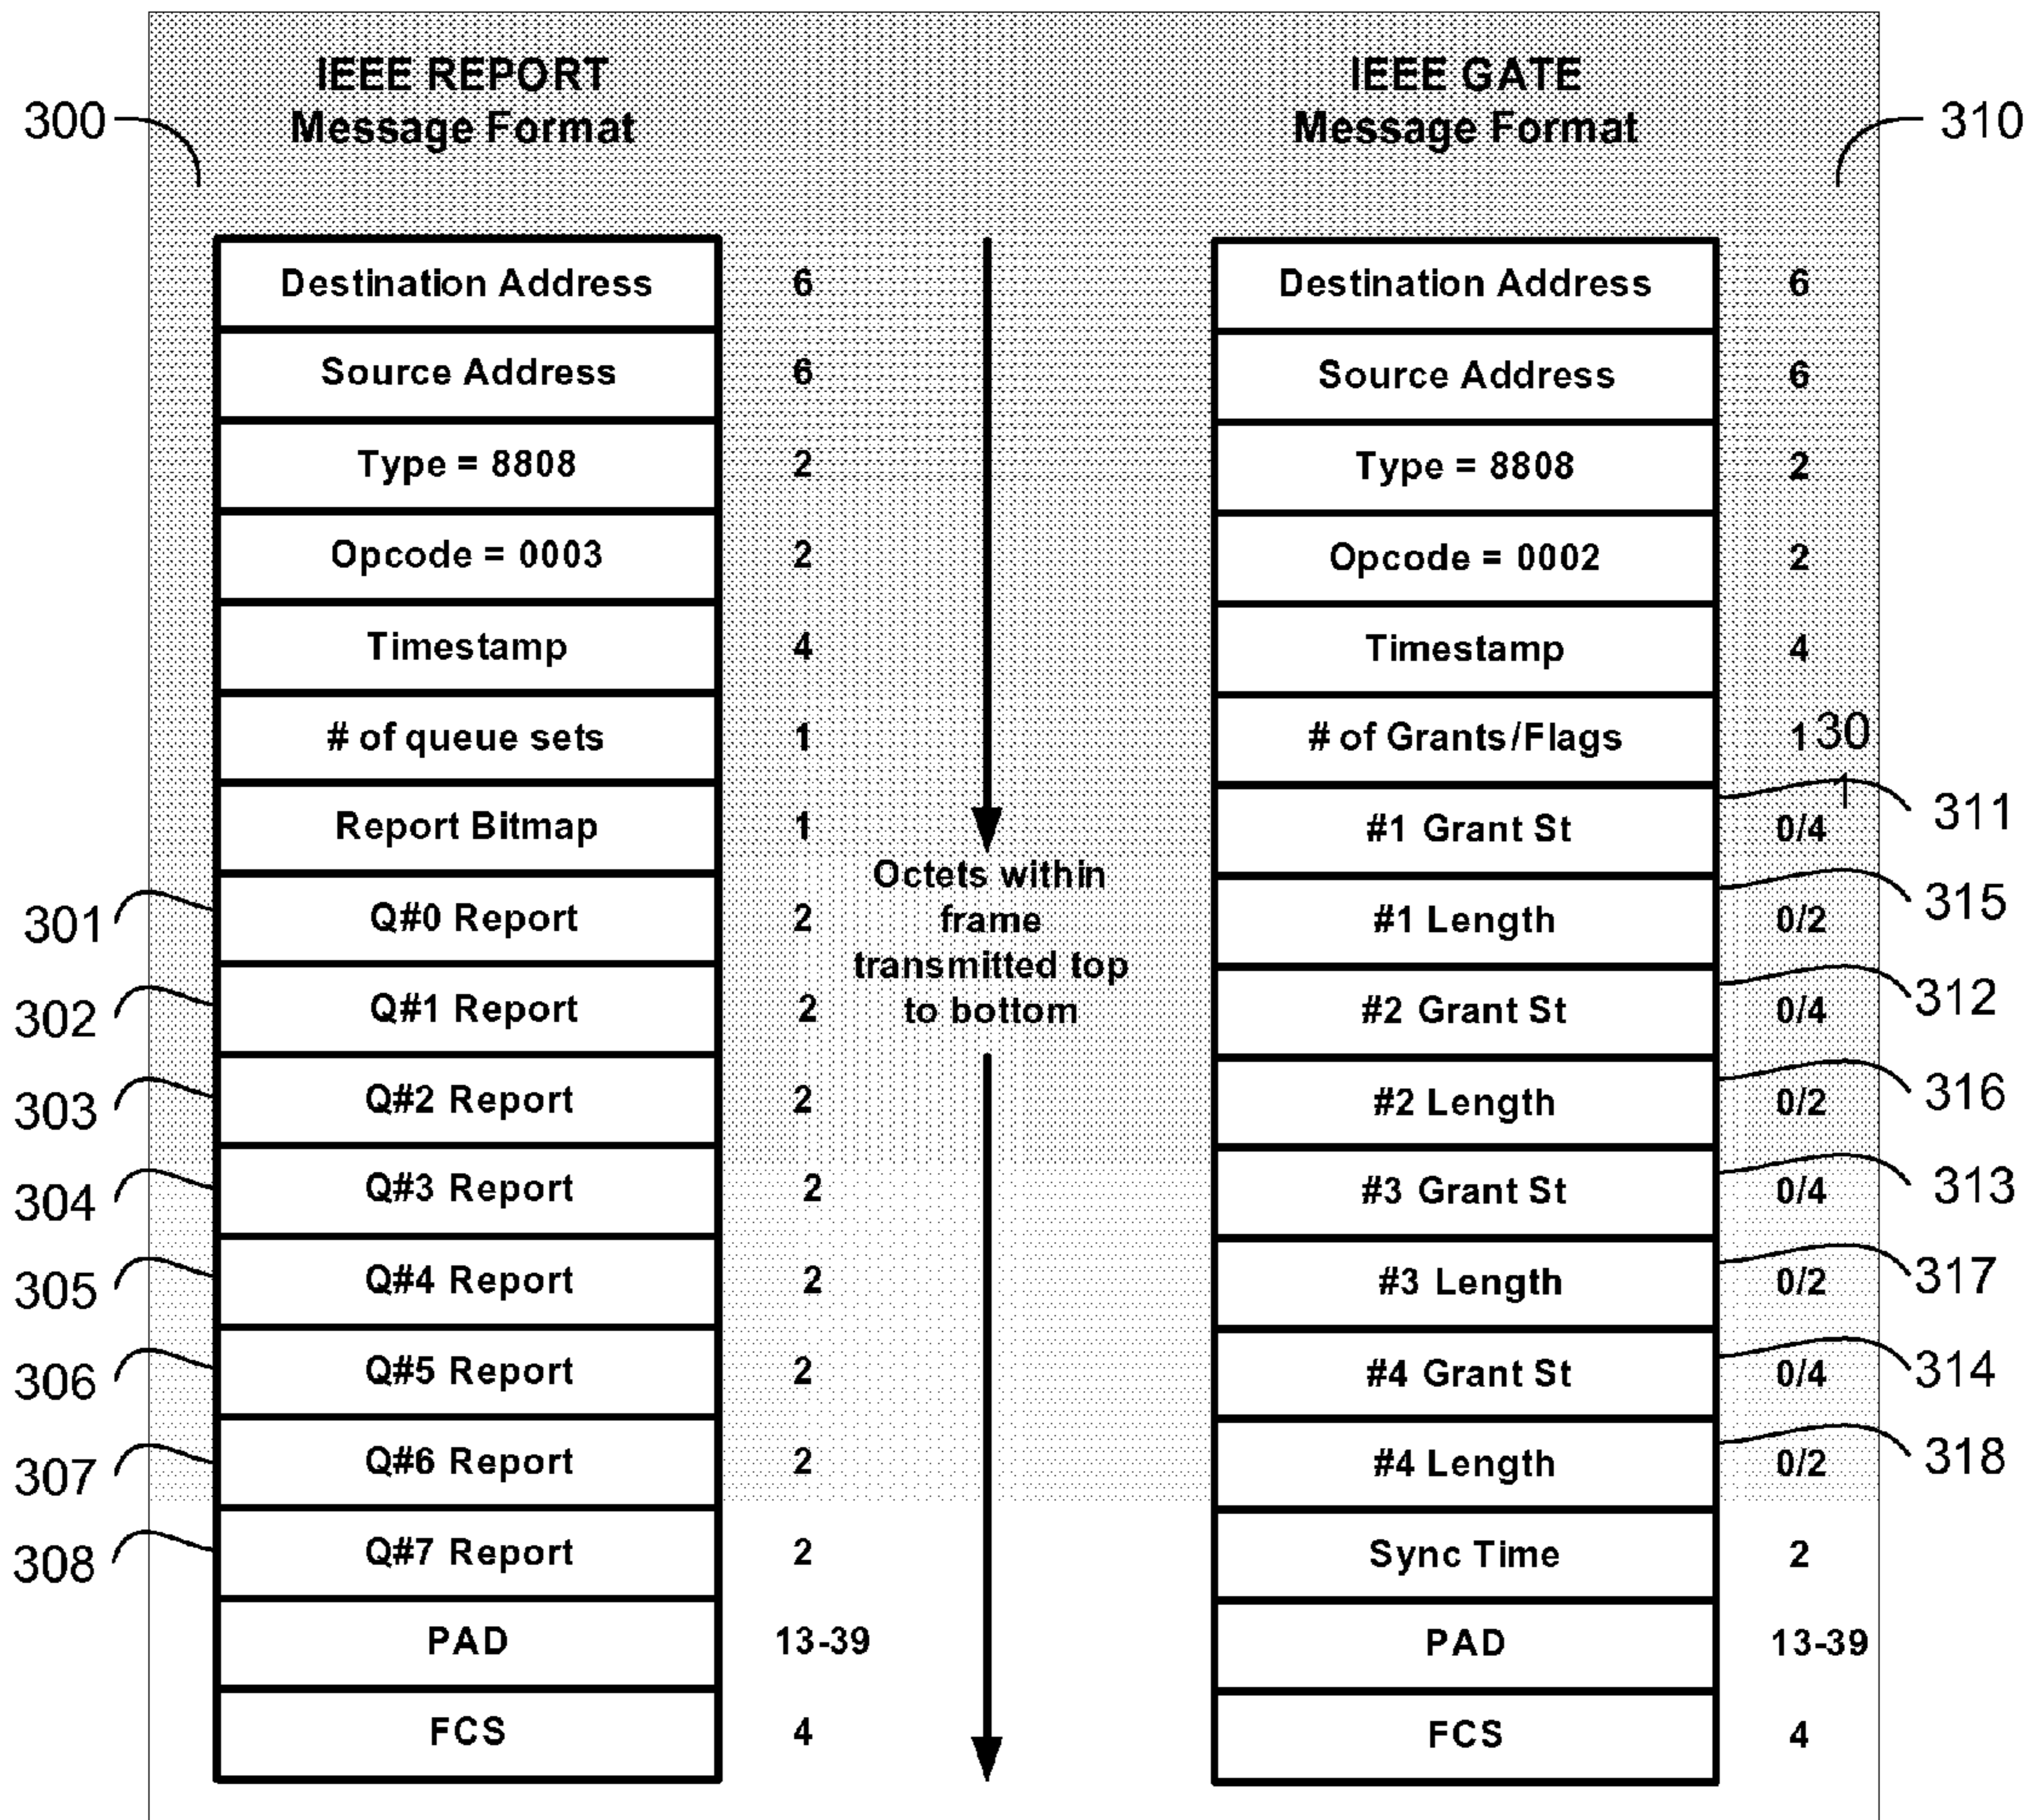 IEEE REPORT
Message Format
300
Destination Address 6
Source Address 6
Type = 8808 2
Opcode = 0003 2
Timestamp 4
# of queue sets 1
Report Bitmap 1
301 Q#0 Report 2
302 Q#1 Report 2
303 Q#2 Report 2
304 Q#3 Report 2
305 Q#4 Report 2
306 Q#5 Report 2
307 Q#6 Report 2
308 Q#7 Report 2
PAD 13-39
FCS 4
Octets within
frame
transmitted top
to bottom
IEEE GATE
Message Format
310
Destination Address 6
Source Address 6
Type = 8808 2
Opcode = 0002 2
Timestamp 4
# of Grants/Flags 1
30
1
#1 Grant St 0/4 311
#1 Length 0/2 315
#2 Grant St 0/4 312
#2 Length 0/2 316
#3 Grant St 0/4 313
#3 Length 0/2 317
#4 Grant St 0/4 314
#4 Length 0/2 318
Sync Time 2
PAD 13-39
FCS 4